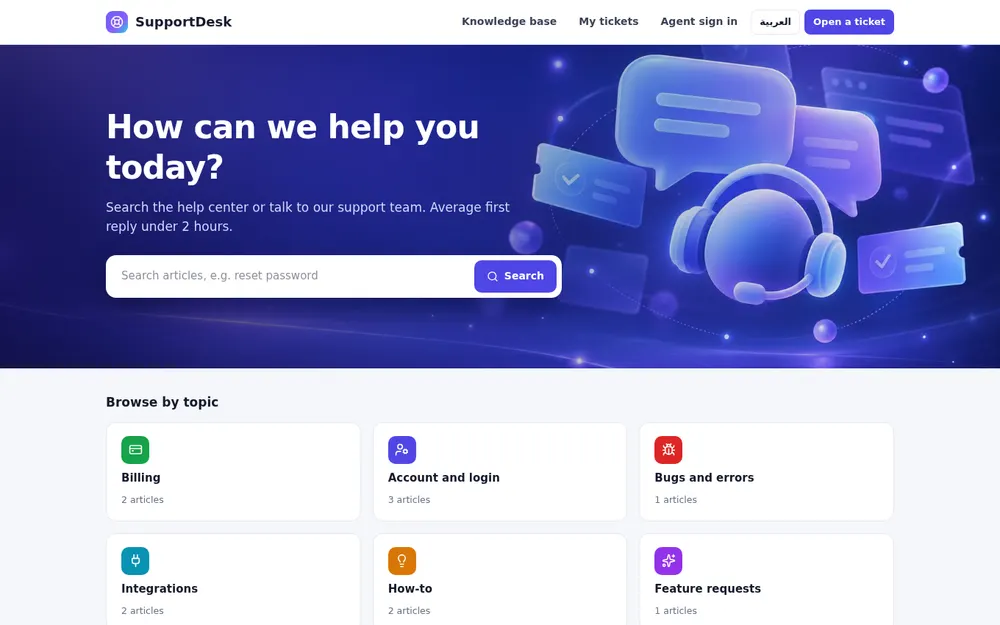 SupportDesk
Knowledge base
My tickets
Agent sign in
العربية
Open a ticket
How can we help you
today?
Search the help center or talk to our support team. Average first
reply under 2 hours.
Search articles, e.g. reset password
Search
Browse by topic
Billing
2 articles
Account and login
3 articles
Bugs and errors
1 articles
Integrations
2 articles
How-to
2 articles
Feature requests
1 articles